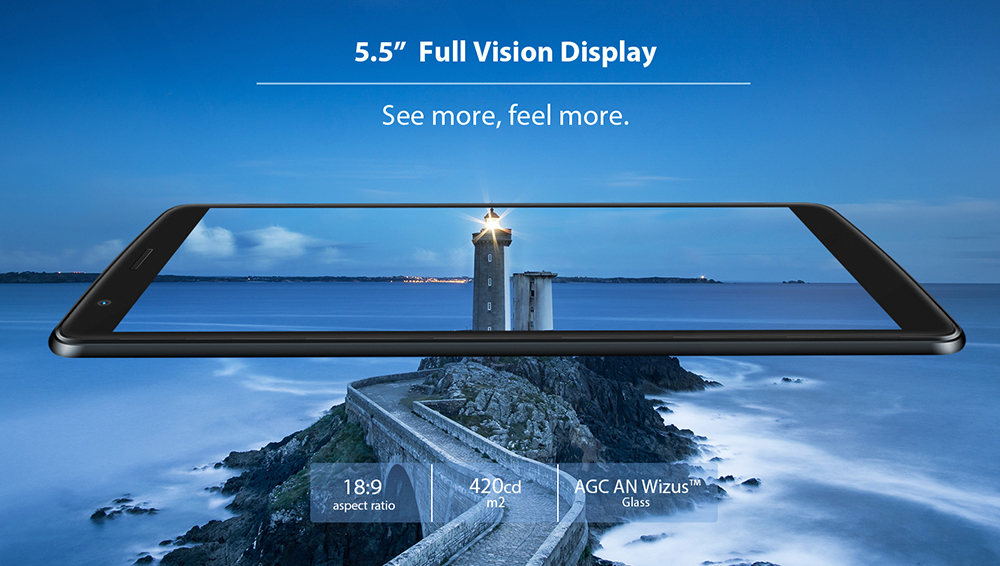 5.5” Full Vision Display
See more, feel more.
18:9
aspect ratio
420cd
m2
AGC AN Wizus™
Glass